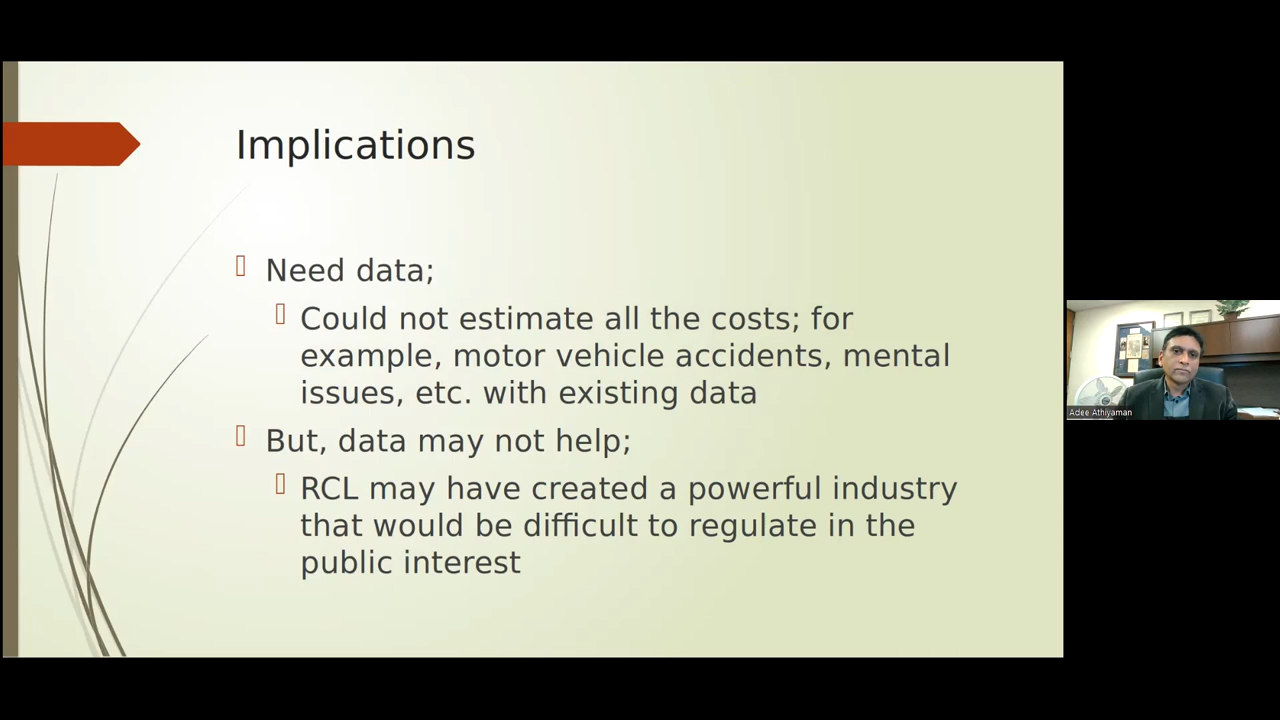 Implications
Need data;
Could not estimate all the costs; for
example, motor vehicle accidents, mental
issues, etc. with existing data
But, data may not help;
RCL may have created a powerful industry
that would be difficult to regulate in the
public interest
Adee Athiyaman